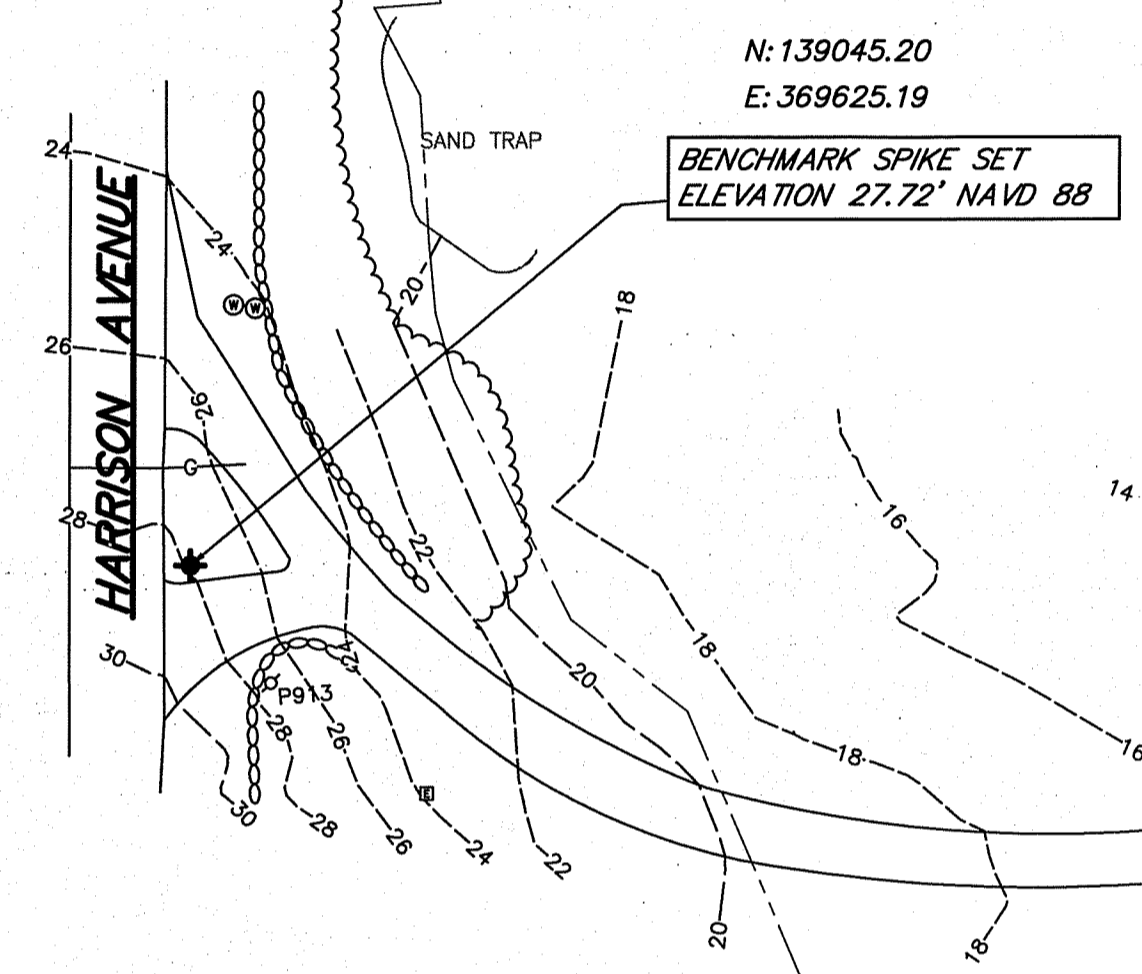 N: 139045.20
E: 369625.19
SAND TRAP
BENCHMARK SPIKE SET
ELEVATION 27.72' NAVD 88
HARRISON AVENUE
24
24
W W
20
18
26
26
G
16
14
28
22
24
18
30
P913
20
28
26
18
16
E
30
28
26
24
22
20
18